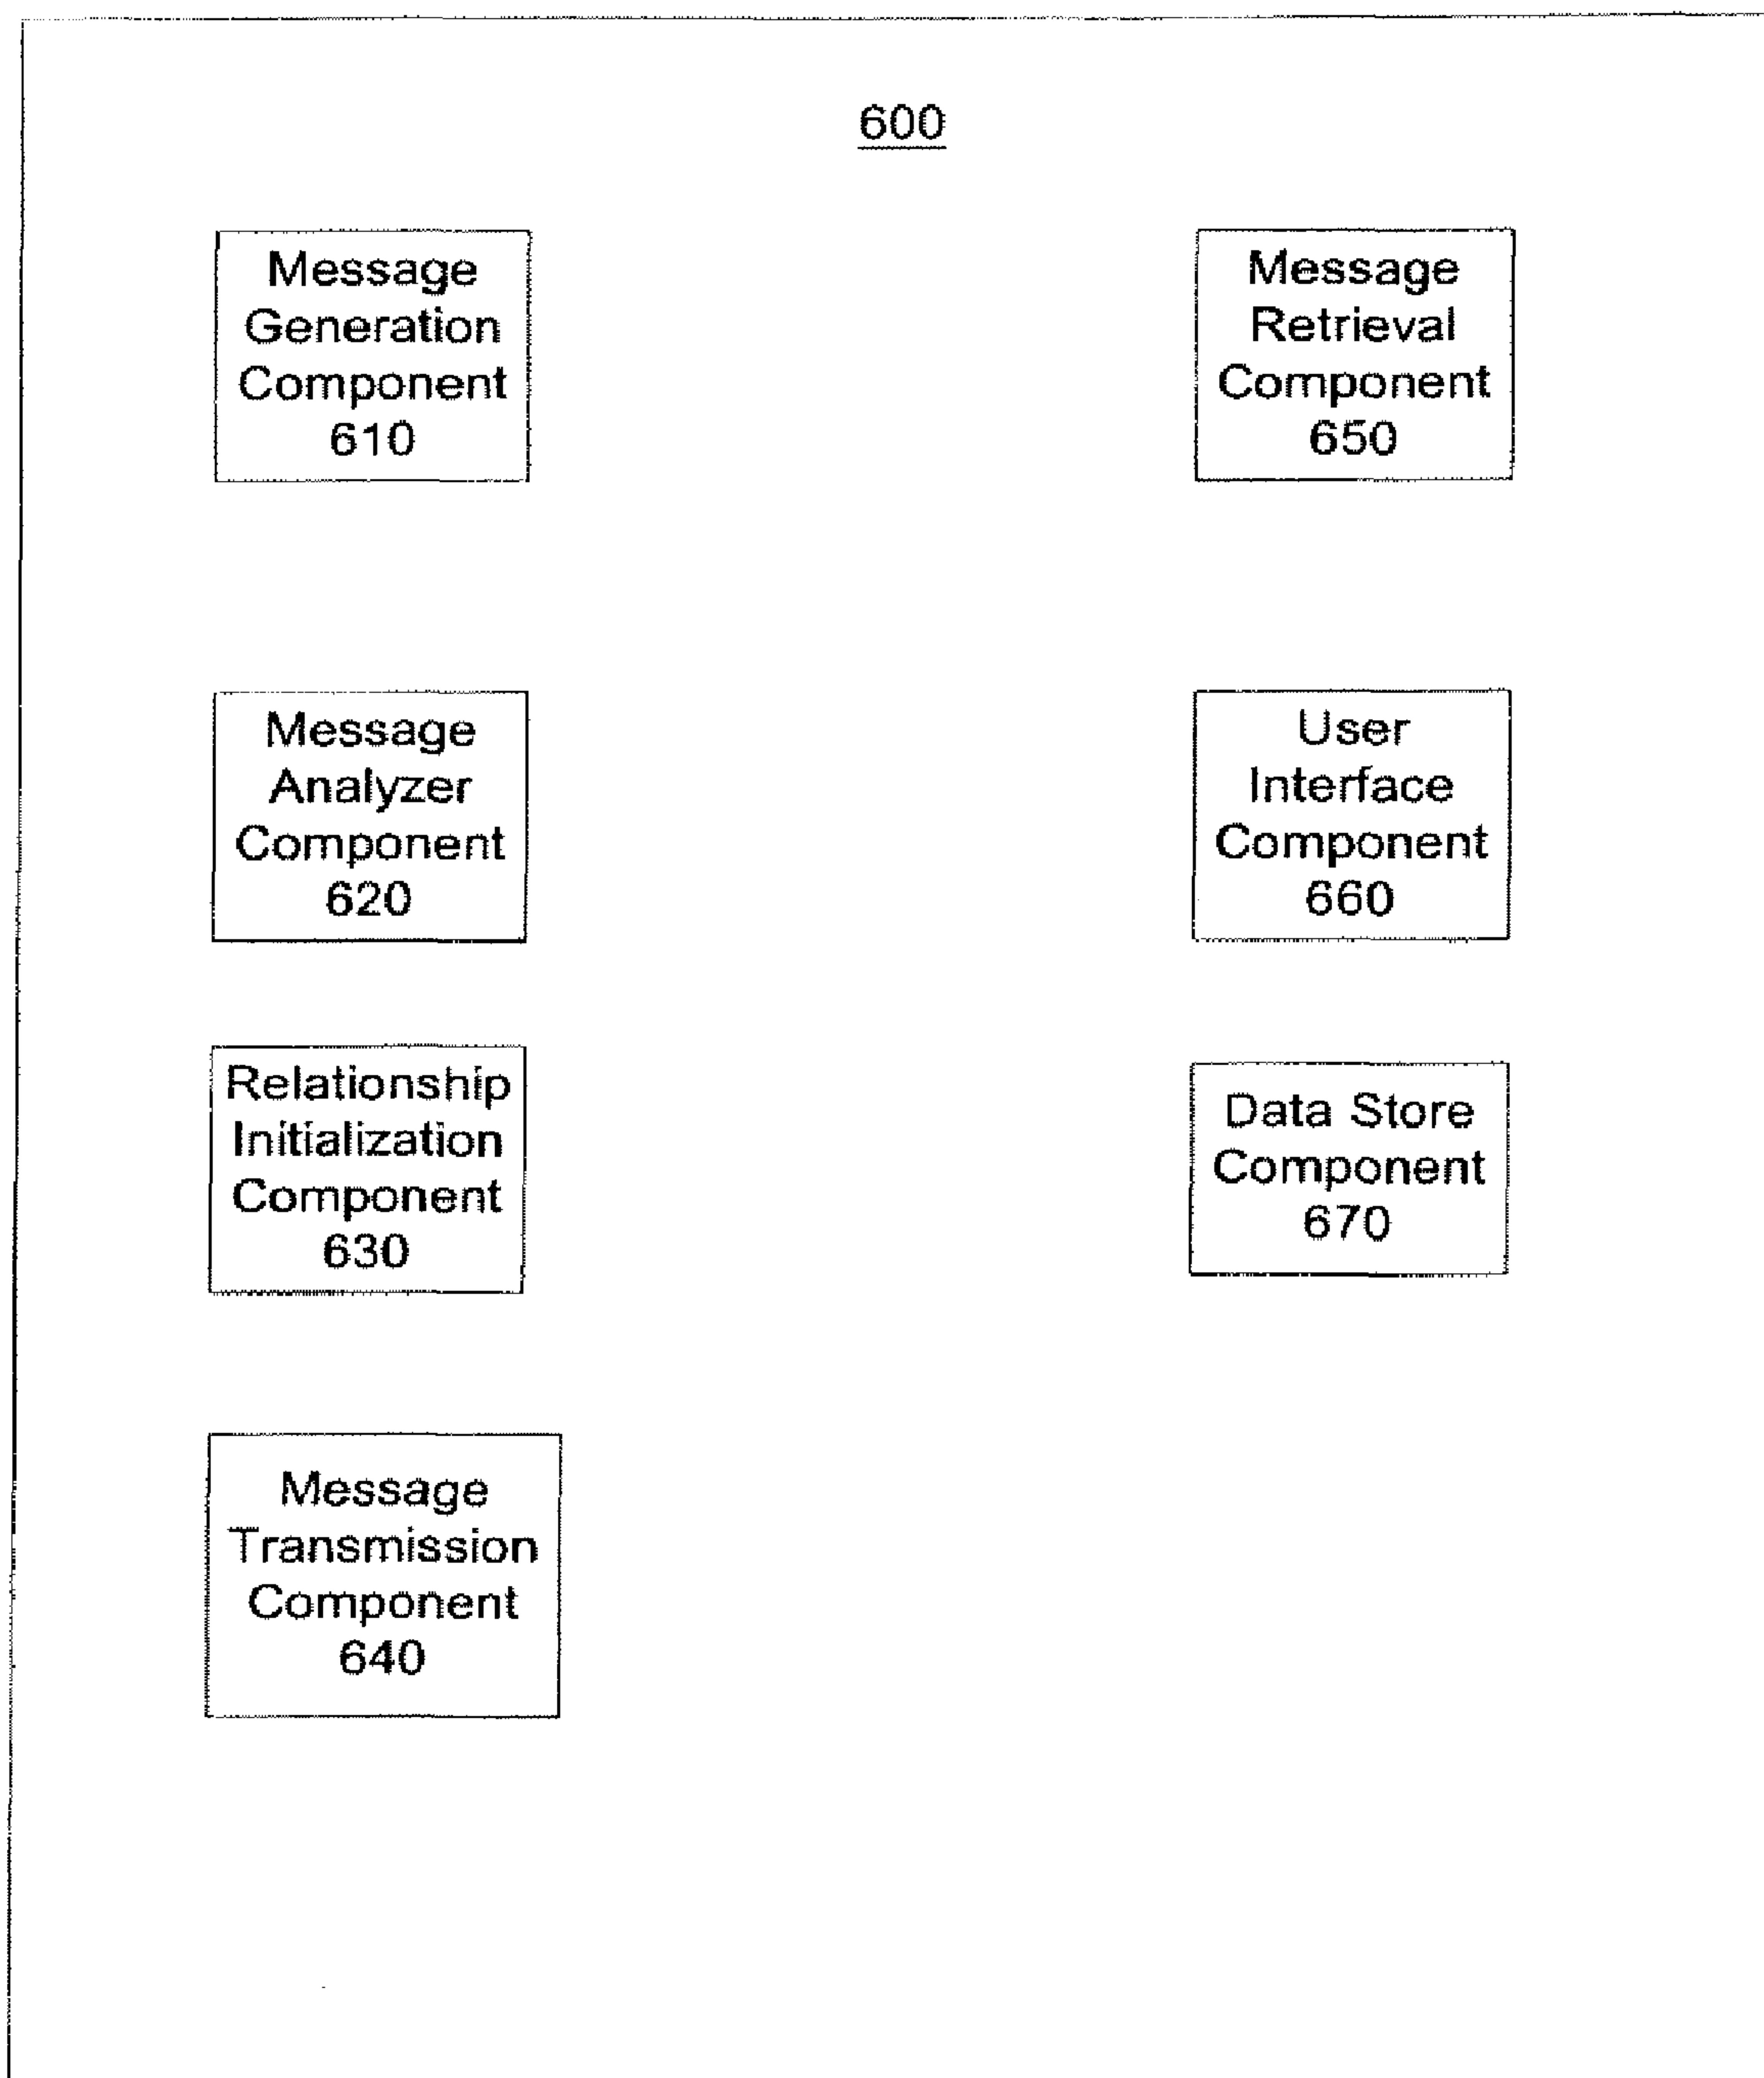 600
Message
Generation
Component
610
Message
Analyzer
Component
620
Relationship
Initialization
Component
630
Message
Transmission
Component
640
Message
Retrieval
Component
650
User
Interface
Component
660
Data Store
Component
670